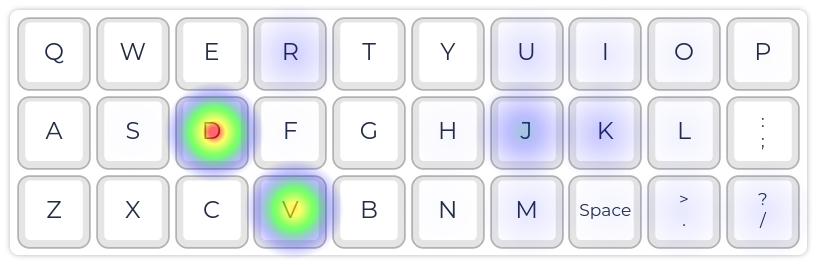 Q W E R T Y U I O P
A S D F G H J K L : ;
Z X C V B N M Space > . ? /